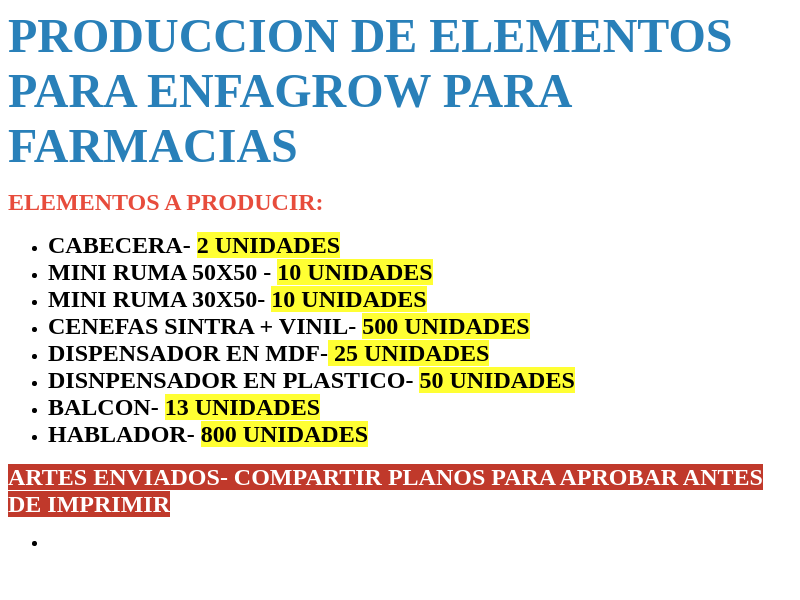 PRODUCCION DE ELEMENTOS
PARA ENFAGROW PARA
FARMACIAS
ELEMENTOS A PRODUCIR:
CABECERA- 2 UNIDADES
MINI RUMA 50X50 - 10 UNIDADES
MINI RUMA 30X50- 10 UNIDADES
CENEFAS SINTRA + VINIL- 500 UNIDADES
DISPENSADOR EN MDF- 25 UNIDADES
DISNPENSADOR EN PLASTICO- 50 UNIDADES
BALCON- 13 UNIDADES
HABLADOR- 800 UNIDADES
ARTES ENVIADOS- COMPARTIR PLANOS PARA APROBAR ANTES
DE IMPRIMIR